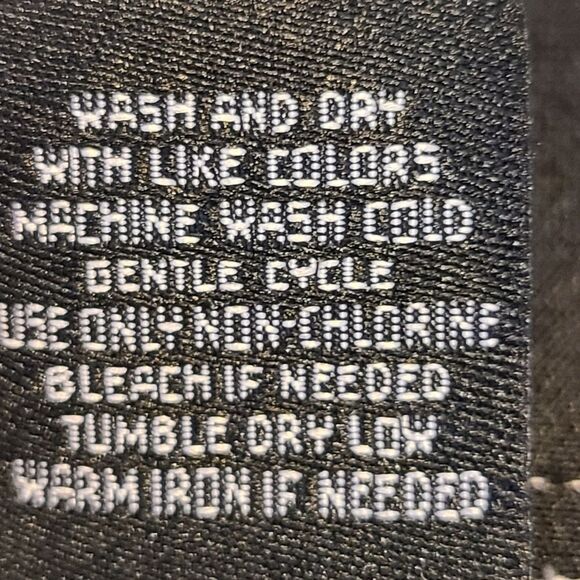 WASH AND DRY
WITH LIKE COLORS
MACHINE WASH COLD
GENTLE CYCLE
USE ONLY NON-CHLORINE
BLEACH IF NEEDED
TUMBLE DRY LOW
WARM IRON IF NEEDED